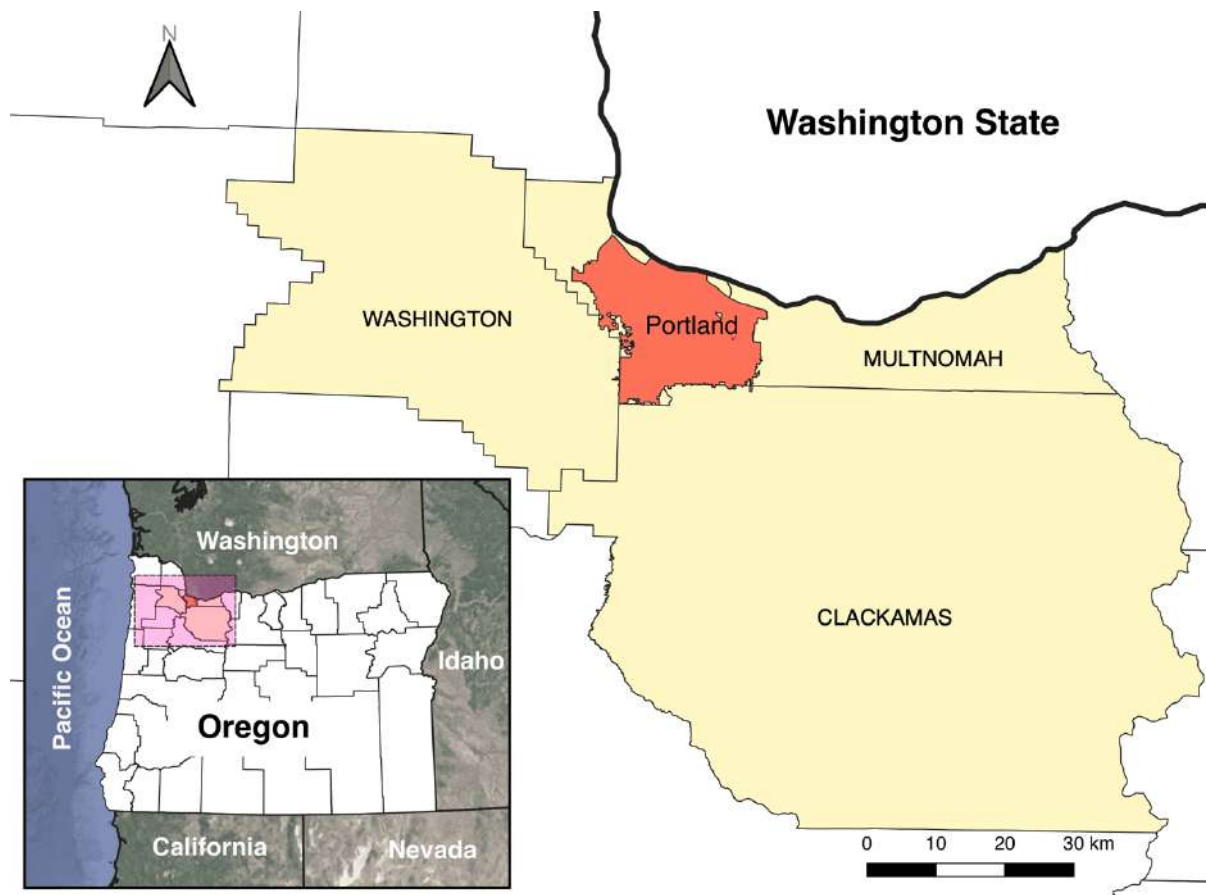 N
Washington State
WASHINGTON
Portland
MULTNOMAH
CLACKAMAS
Washington
Pacific Ocean
Idaho
Oregon
California
Nevada
0 10 20 30 km